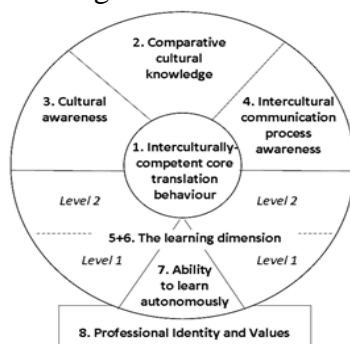 2. Comparative
cultural
knowledge
3. Cultural
awareness
4. Intercultural
communication
process
awareness
1. Interculturally-
competent core
translation
behaviour
Level 2
Level 2
5+6. The learning dimension
Level 1
Level 1
7. Ability
to learn
autonomously
8. Professional Identity and Values